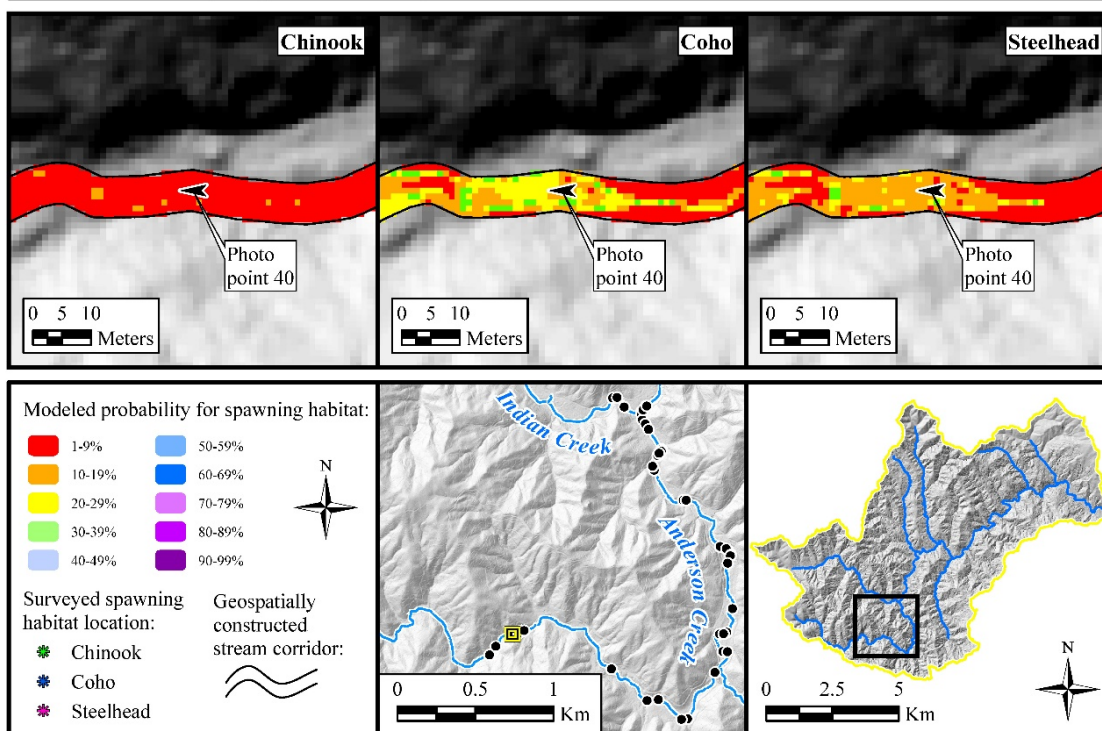 Chinook
Coho
Steelhead
Photo
point 40
Photo
point 40
Photo
point 40
0 5 10
Meters
0 5 10
Meters
0 5 10
Meters
Modeled probability for spawning habitat:
1-9%
50-59%
10-19%
60-69%
20-29%
70-79%
30-39%
80-89%
40-49%
90-99%
N
Surveyed spawning
habitat location:
Chinook
Coho
Steelhead
Geospatially
constructed
stream corridor:
Indian Creek
Anderson Creek
0 0.5 1
Km
0 2.5 5
Km
N